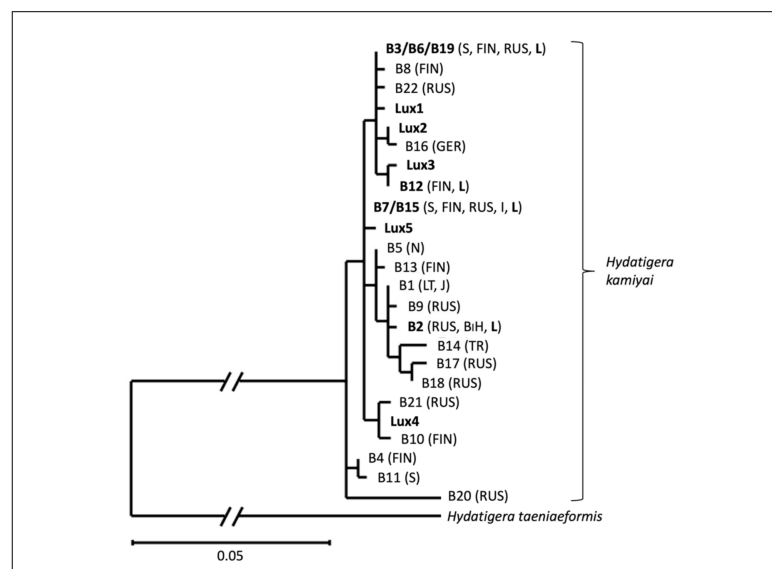 B3/B6/B19 (S, FIN, RUS, L)
B8 (FIN)
B22 (RUS)
Lux1
Lux2
B16 (GER)
Lux3
B12 (FIN, L)
B7/B15 (S, FIN, RUS, I, L)
Lux5
B5 (N)
B13 (FIN)
B1 (LT, J)
B9 (RUS)
B2 (RUS, BiH, L)
B14 (TR)
B17 (RUS)
B18 (RUS)
B21 (RUS)
Lux4
B10 (FIN)
B4 (FIN)
B11 (S)
B20 (RUS)
Hydatigera
kamiyai
Hydatigera taeniaeformis
0.05